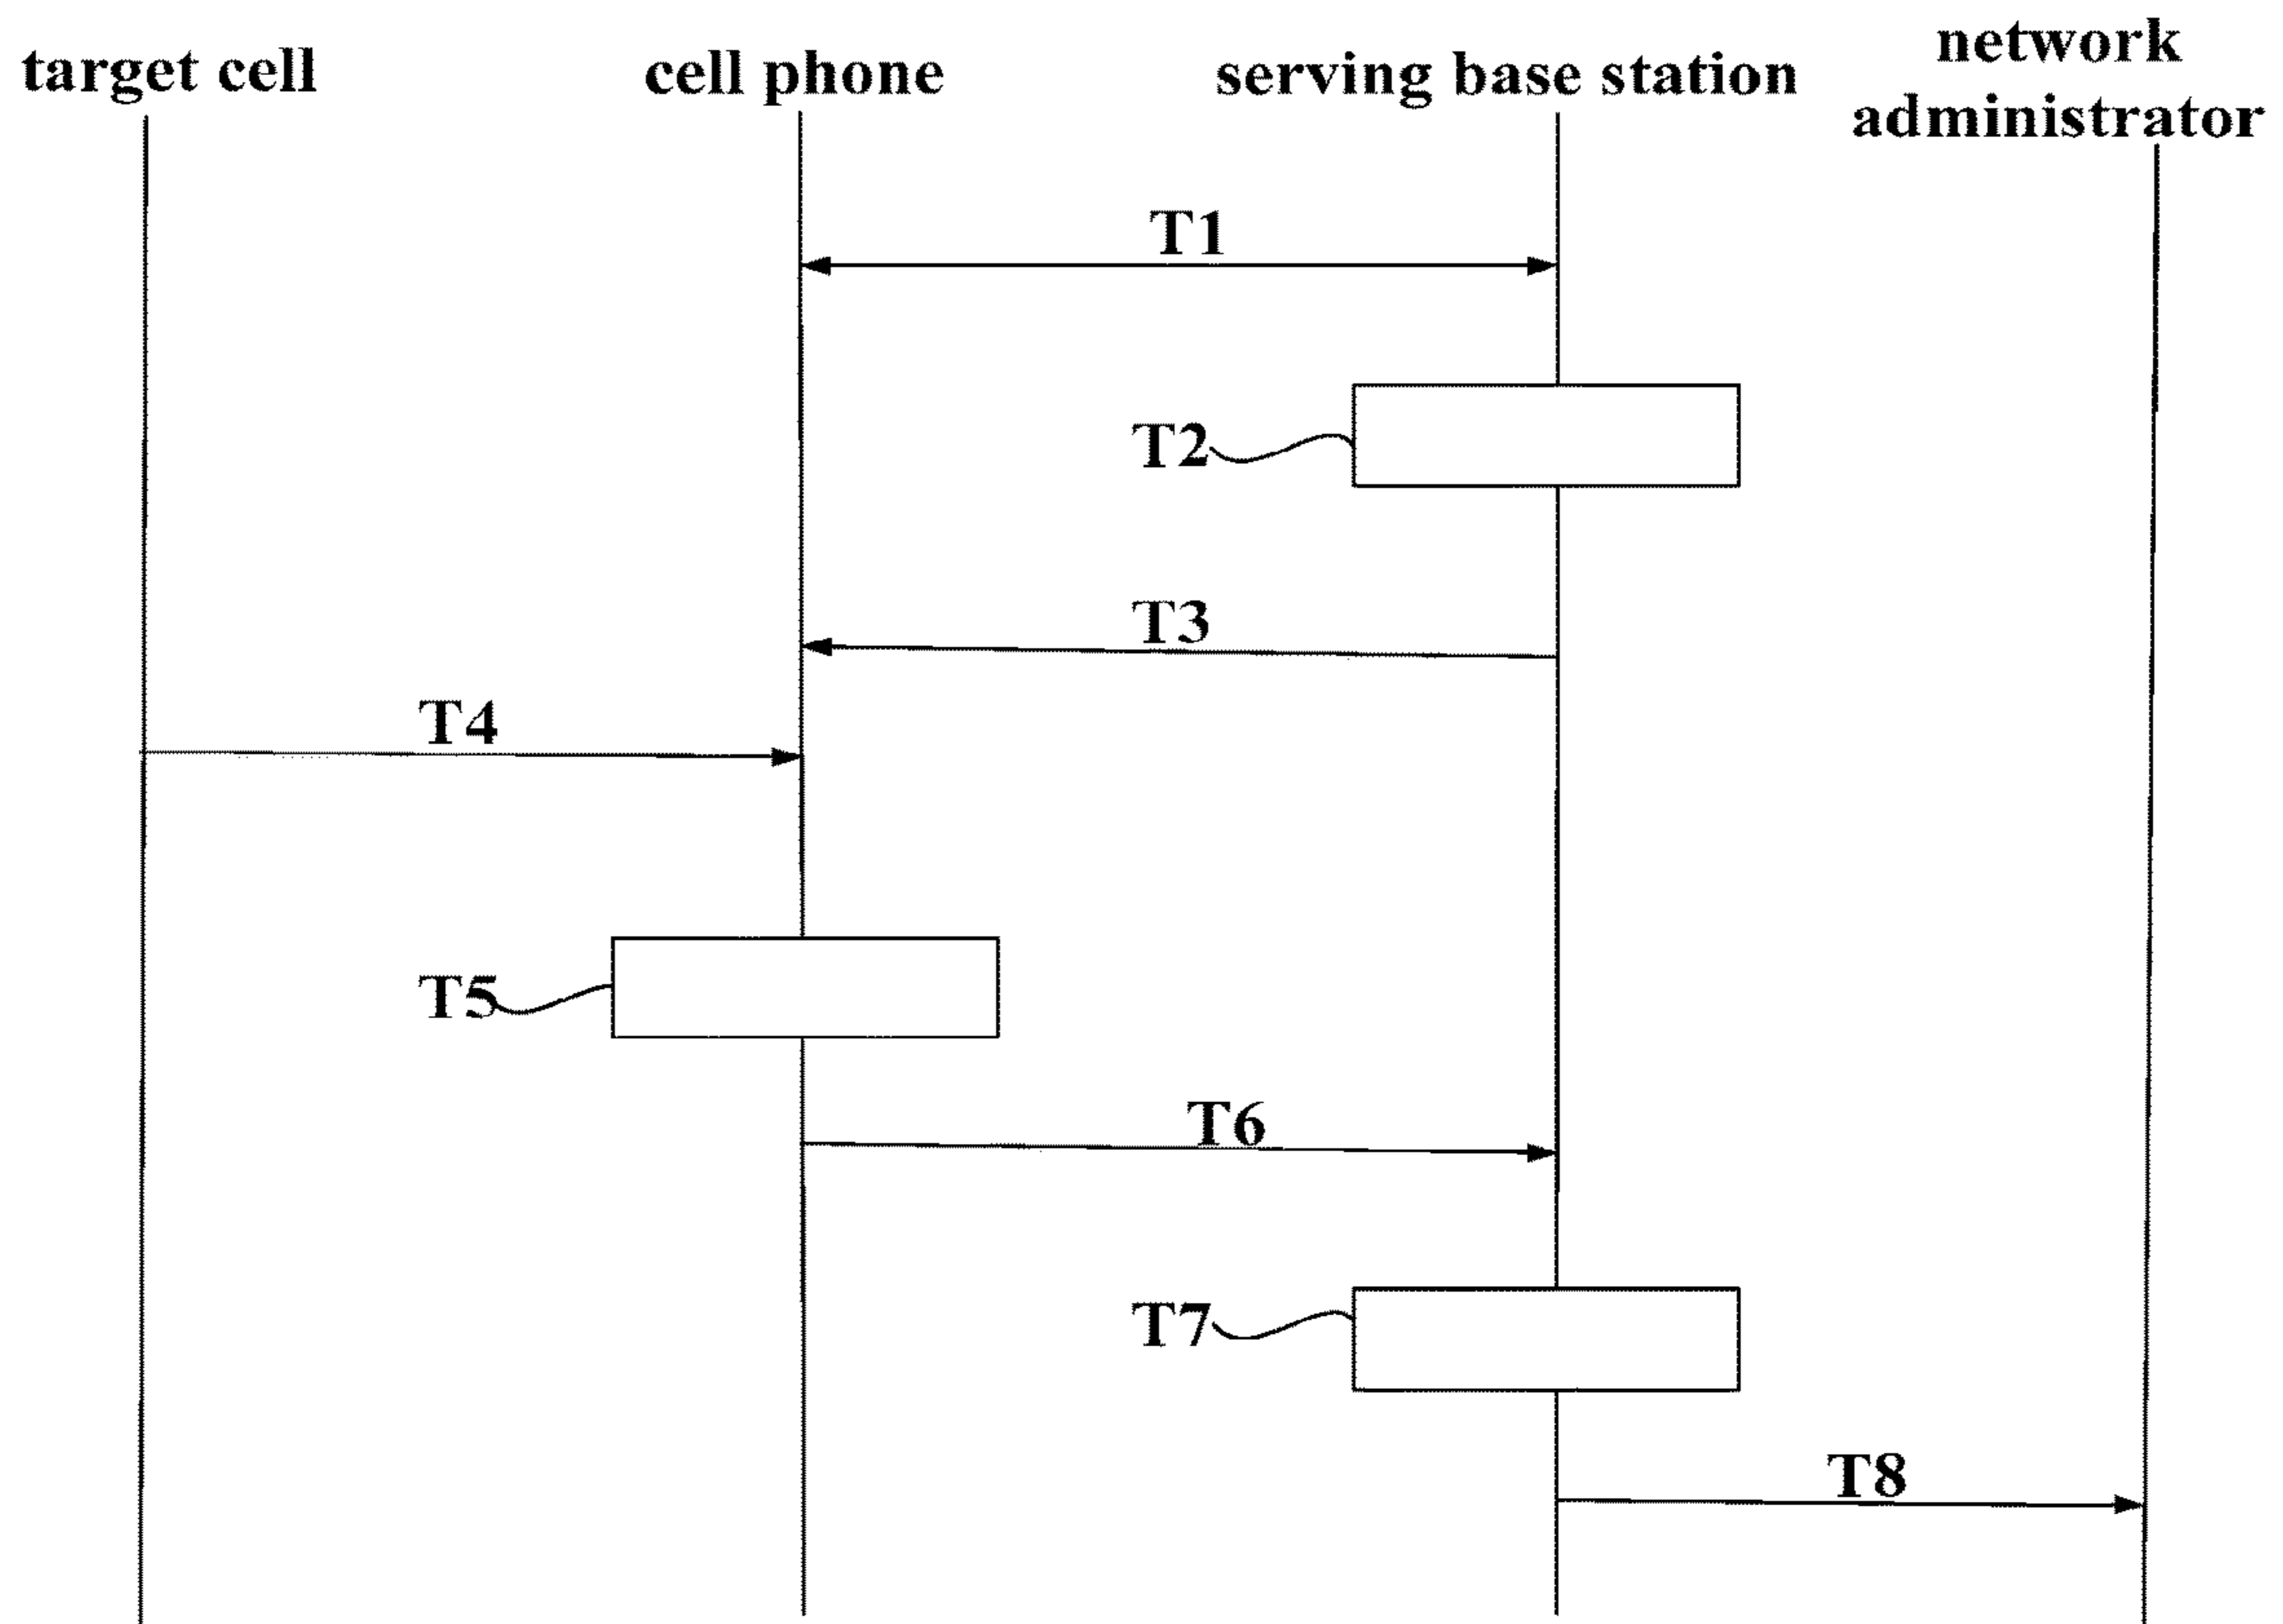 target cell
cell phone
serving base station
network
administrator
T1
T2
T3
T4
T5
T6
T7
T8